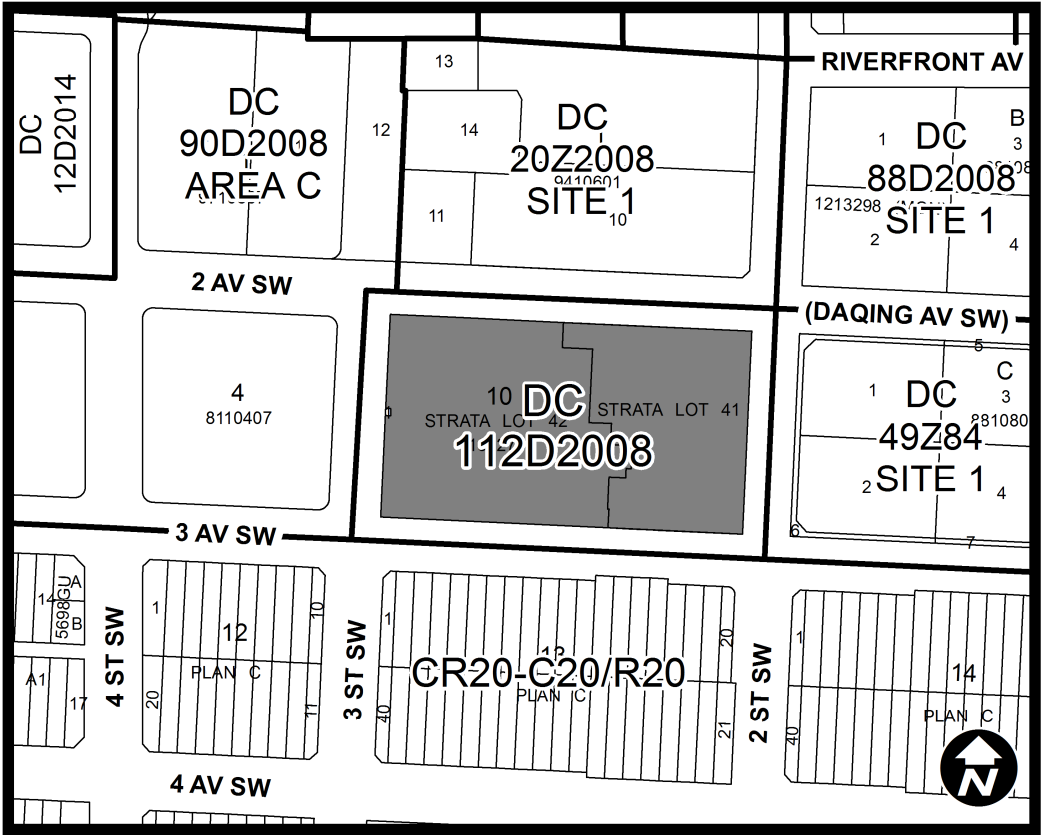 RIVERFRONT AV
DC
12D2014
DC
90D2008
AREA C
12
13
14
11
DC
20Z2008
9410601
SITE 1
10
1
DC
B
3
88D2008
1213298
SITE 1
2
4
2 AV SW
(DAQING AV SW)
4
8110407
10
DC
STRATA LOT 42
STRATA LOT 41
112D2008
5
1
DC
C
3
881080
49Z84
2
SITE 1
4
6
7
3 AV SW
14
5698GU
A
B
A1
17
4 ST SW
1
10
12
PLAN C
20
11
3 ST SW
1
20
13
CR20-C20/R20
PLAN C
40
21
2 ST SW
1
14
PLAN C
40
4 AV SW
N